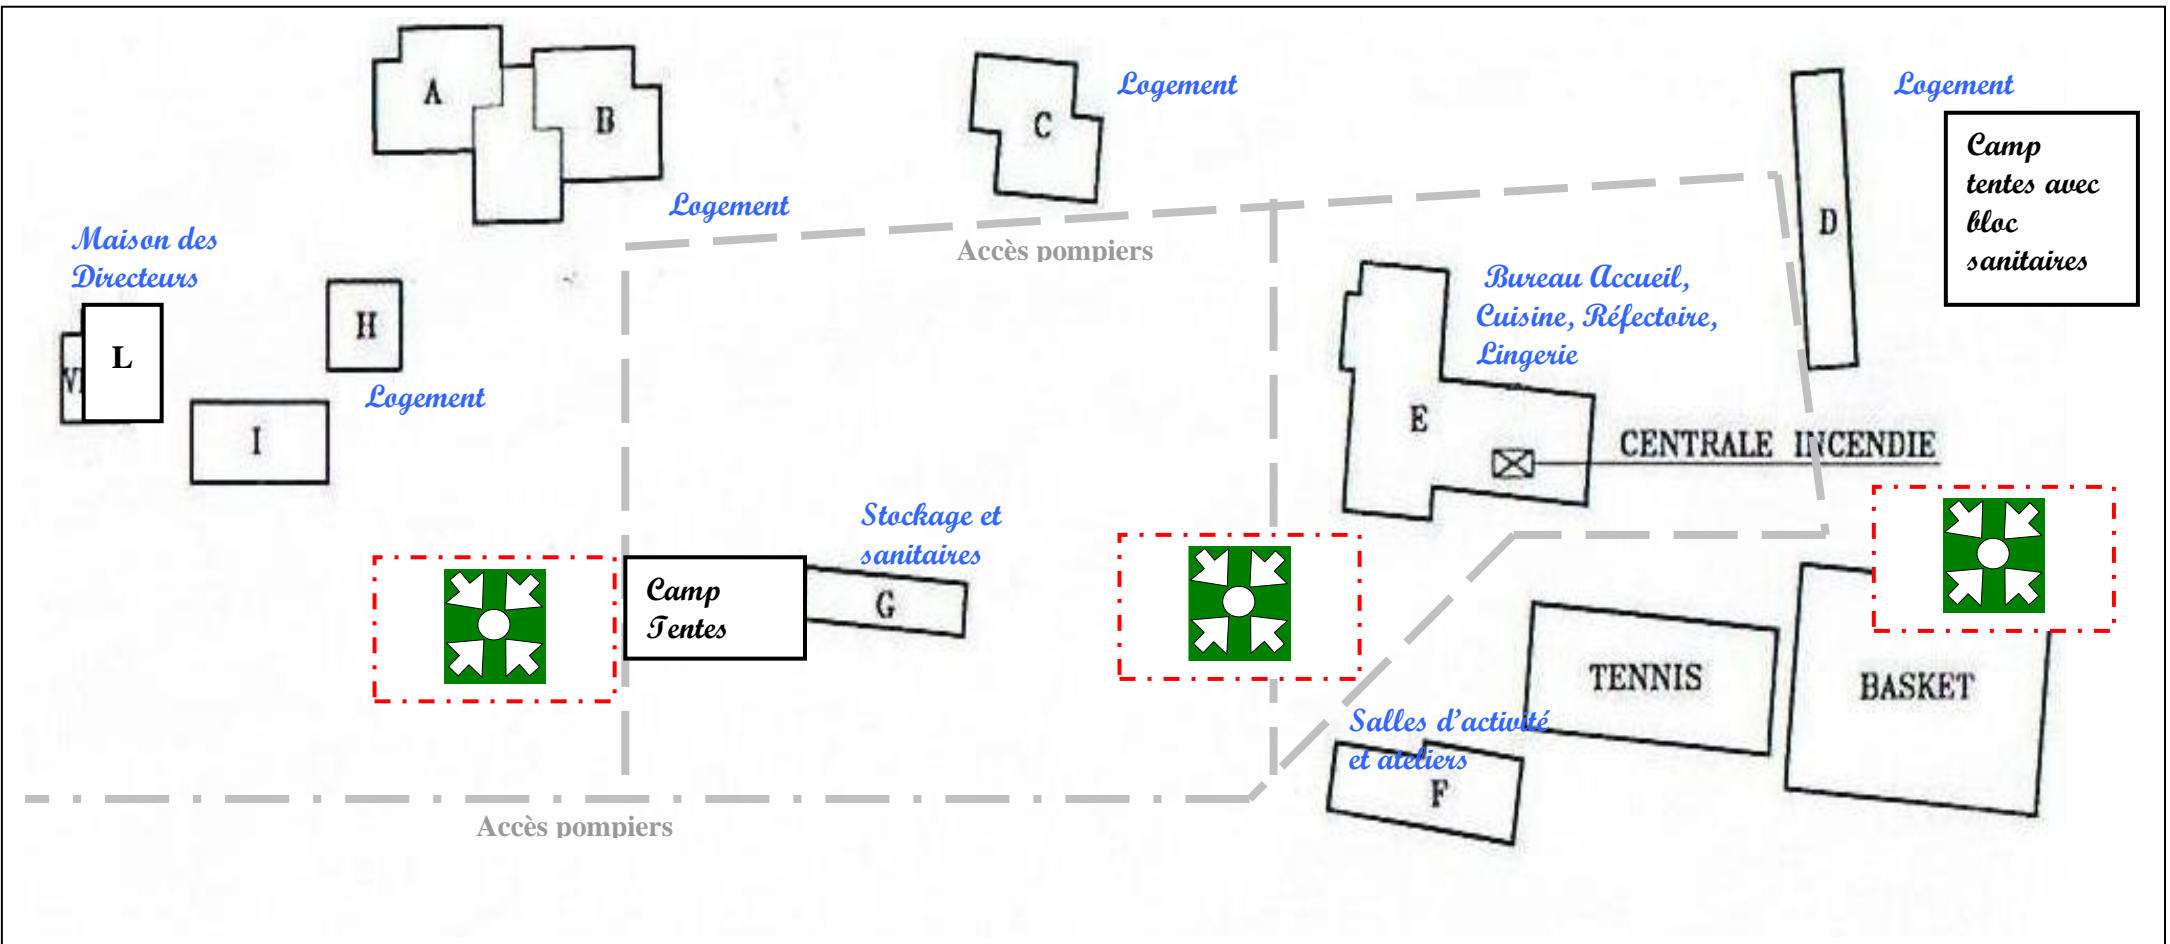 A
B
Logement
C
Logement
D
Logement
Camp
tentes avec
bloc
sanitaires
Accès pompiers
Maison des
Directeurs
L
H
Logement
I
Bureau Accueil,
Cuisine, Réfectoire,
Lingerie
E
CENTRALE INCENDIE
Stockage et
sanitaires
Camp
Tentes
G
TENNIS
BASKET
Salles d'activité
et ateliers
F
Accès pompiers